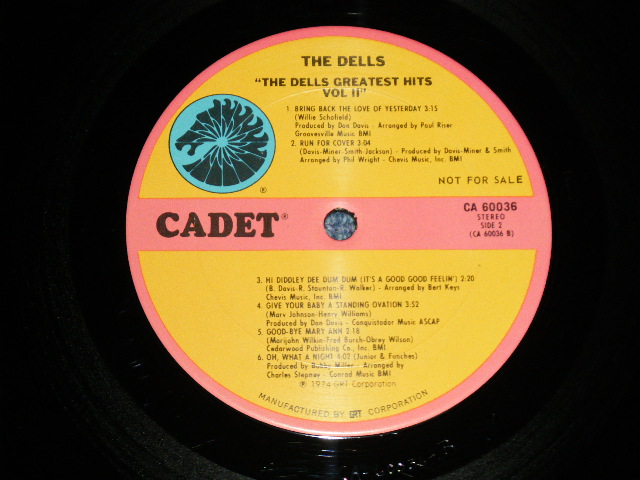 THE DELLS
"THE DELLS GREATEST HITS
VOL II"
1. BRING BACK THE LOVE OF YESTERDAY 3:15
(Willie Schofield)
Produced by Don Davis - Arranged by Paul Riser
Groovesville Music BMI
2. RUN FOR COVER 3:04
(Davis-Miner Smith Jackson) - Produced by Davis-Miner & Smith
Arranged by Phil Wright - Chevis Music, Inc. BMI
®
NOT FOR SALE
CADET®
CA 60036
STEREO
SIDE 2
(CA 60036 B)
3. HI DIDDLEY DEE DUM DUM (IT'S A GOOD GOOD FEELIN') 2:20
(B. Davis-R. Staunton-R. Walker) - Arranged by Bert Keys
Chevis Music, Inc. BMI
4. GIVE YOUR BABY A STANDING OVATION 3:52
(Marv Johnson-Henry Williams)
Produced by Don Davis - Conquistador Music ASCAP
5. GOOD-BYE MARY ANN 2:18
(Marijohn Wilkin-Fred Burch-Obrey Wilson)
Cedarwood Publishing Co., Inc. BMI
6. OH, WHAT A NIGHT 4:02 (Junior & Funches)
Produced by Bobby Miller - Arranged by
Charles Stepney - Conrad Music BMI
℗ 1974 GRT Corporation
MANUFACTURED BY GRT CORPORATION